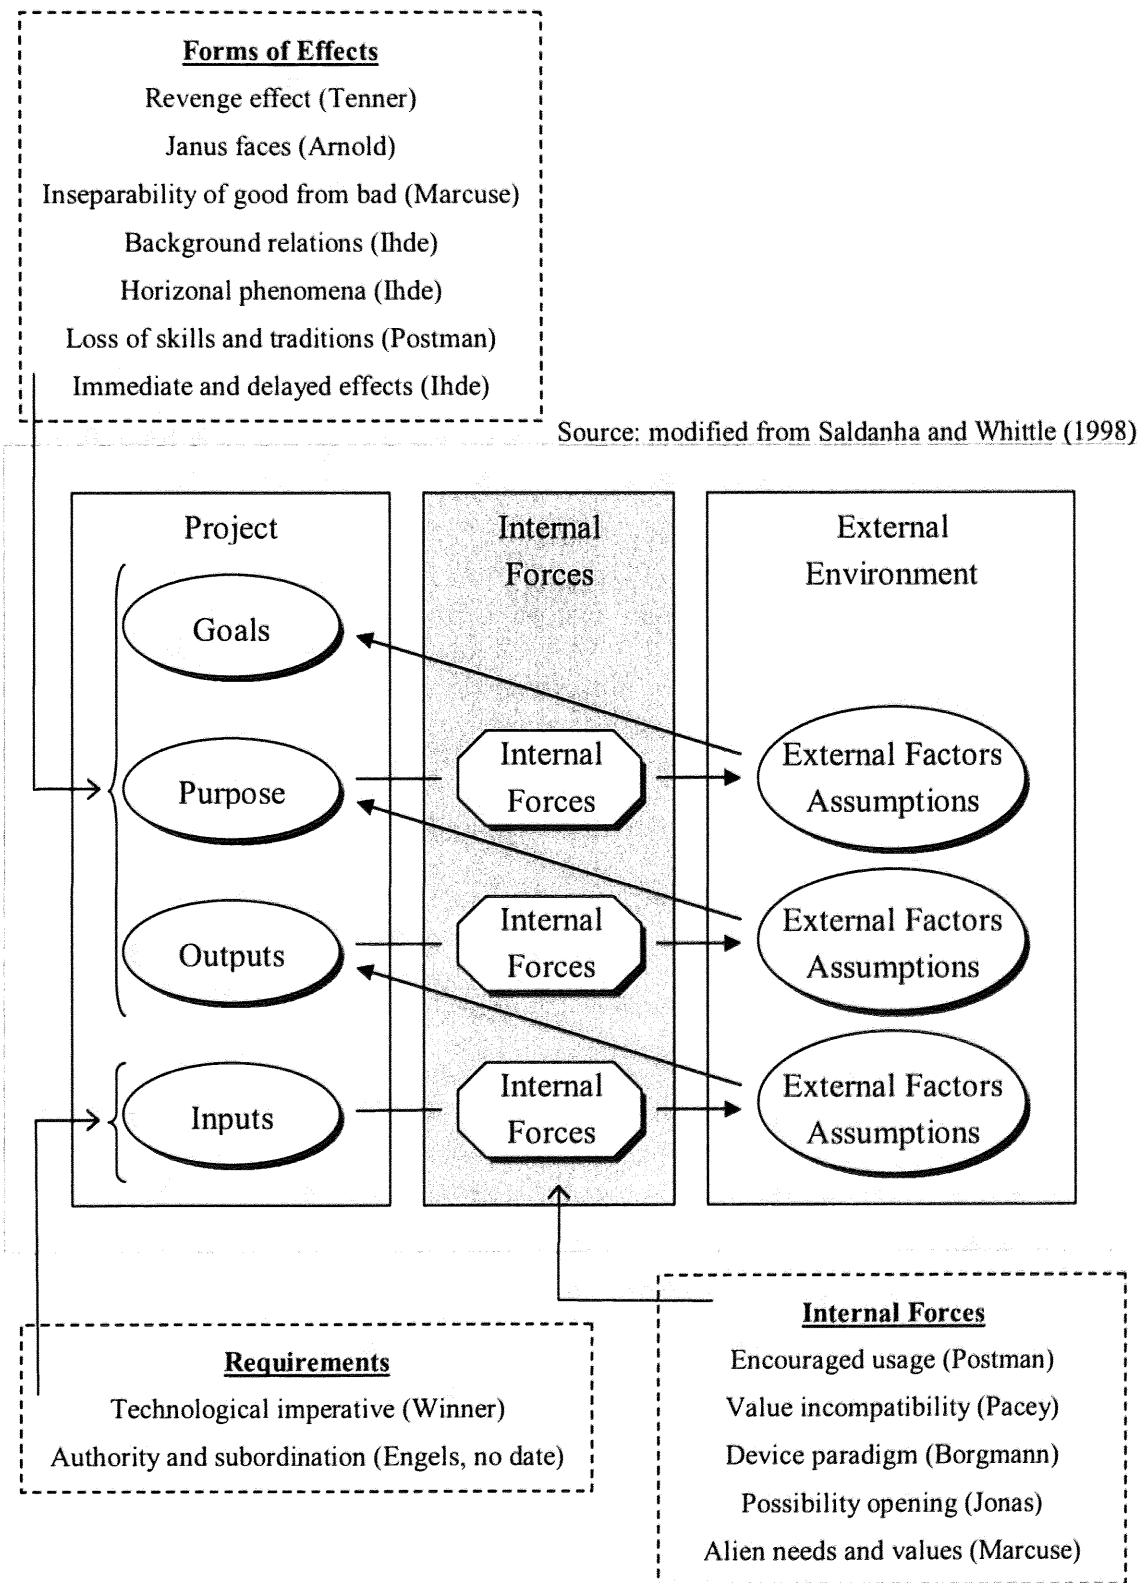 Forms of Effects
Revenge effect (Tenner)
Janus faces (Arnold)
Inseparability of good from bad (Marcuse)
Background relations (Ihde)
Horizonal phenomena (Ihde)
Loss of skills and traditions (Postman)
Immediate and delayed effects (Ihde)
Source: modified from Saldanha and Whittle (1998)
Project
Goals
Purpose
Outputs
Inputs
Internal
Forces
Internal
Forces
Internal
Forces
Internal
Forces
External
Environment
External Factors
Assumptions
External Factors
Assumptions
External Factors
Assumptions
Requirements
Technological imperative (Winner)
Authority and subordination (Engels, no date)
Internal Forces
Encouraged usage (Postman)
Value incompatibility (Pacey)
Device paradigm (Borgmann)
Possibility opening (Jonas)
Alien needs and values (Marcuse)